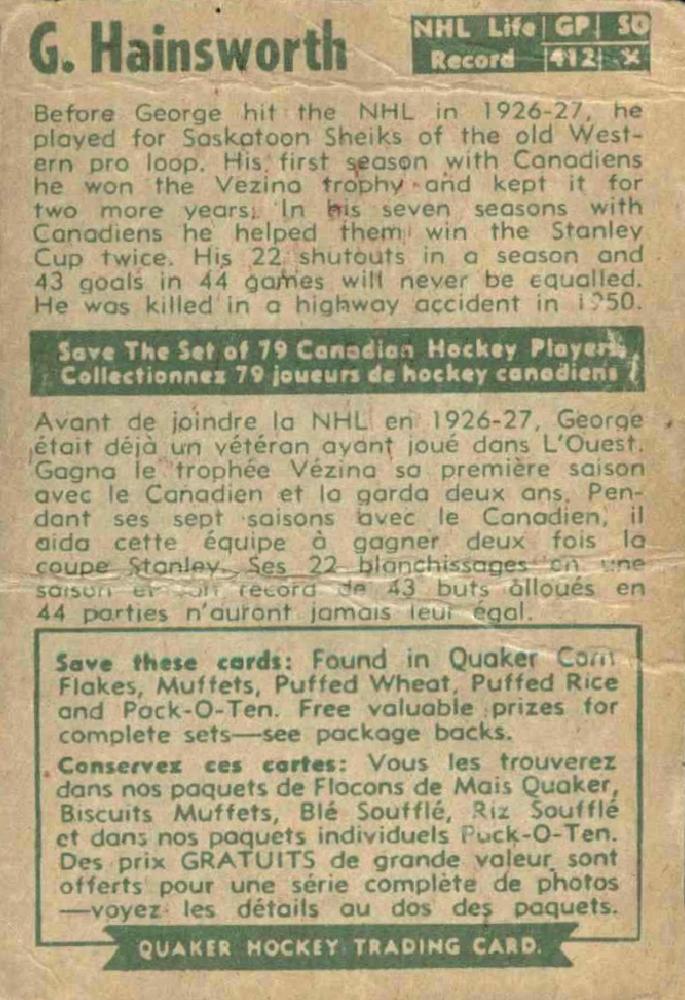 G. Hainsworth
NHL Life GP SO
Record 412 X
Before George hit the NHL in 1926-27, he
played for Saskatoon Sheiks of the old West-
ern pro loop. His first season with Canadiens
he won the Vezina trophy and kept it for
two more years. In his seven seasons with
Canadiens he helped them win the Stanley
Cup twice. His 22 shutouts in a season and
43 goals in 44 games will never be equalled.
He was killed in a highway accident in 1950.
Save The Set of 79 Canadian Hockey Players
Collectionnez 79 joueurs de hockey canadiens
Avant de joindre la NHL en 1926-27, George
était déjà un vétéran ayant joué dans L'Ouest.
Gagna le trophée Vézina sa première saison
avec le Canadien et la garda deux ans. Pen-
dant ses sept saisons avec le Canadien, il
aida cette équipe à gagner deux fois la
coupe Stanley. Ses 22 blanchissages en une
saison et son record de 43 buts alloués en
44 parties n'auront jamais leur égal.
Save these cards: Found in Quaker Corn
Flakes, Muffets, Puffed Wheat, Puffed Rice
and Pack-O-Ten. Free valuable prizes for
complete sets—see package backs.
Conservez ces cartes: Vous les trouverez
dans nos paquets de Flocons de Mais Quaker,
Biscuits Muffets, Blé Soufflé, Riz Soufflé
et dans nos paquets individuels Puck-O-Ten.
Des prix GRATUITS de grande valeur sont
offerts pour une série complète de photos
—voyez les détails au dos des paquets.
QUAKER HOCKEY TRADING CARD.